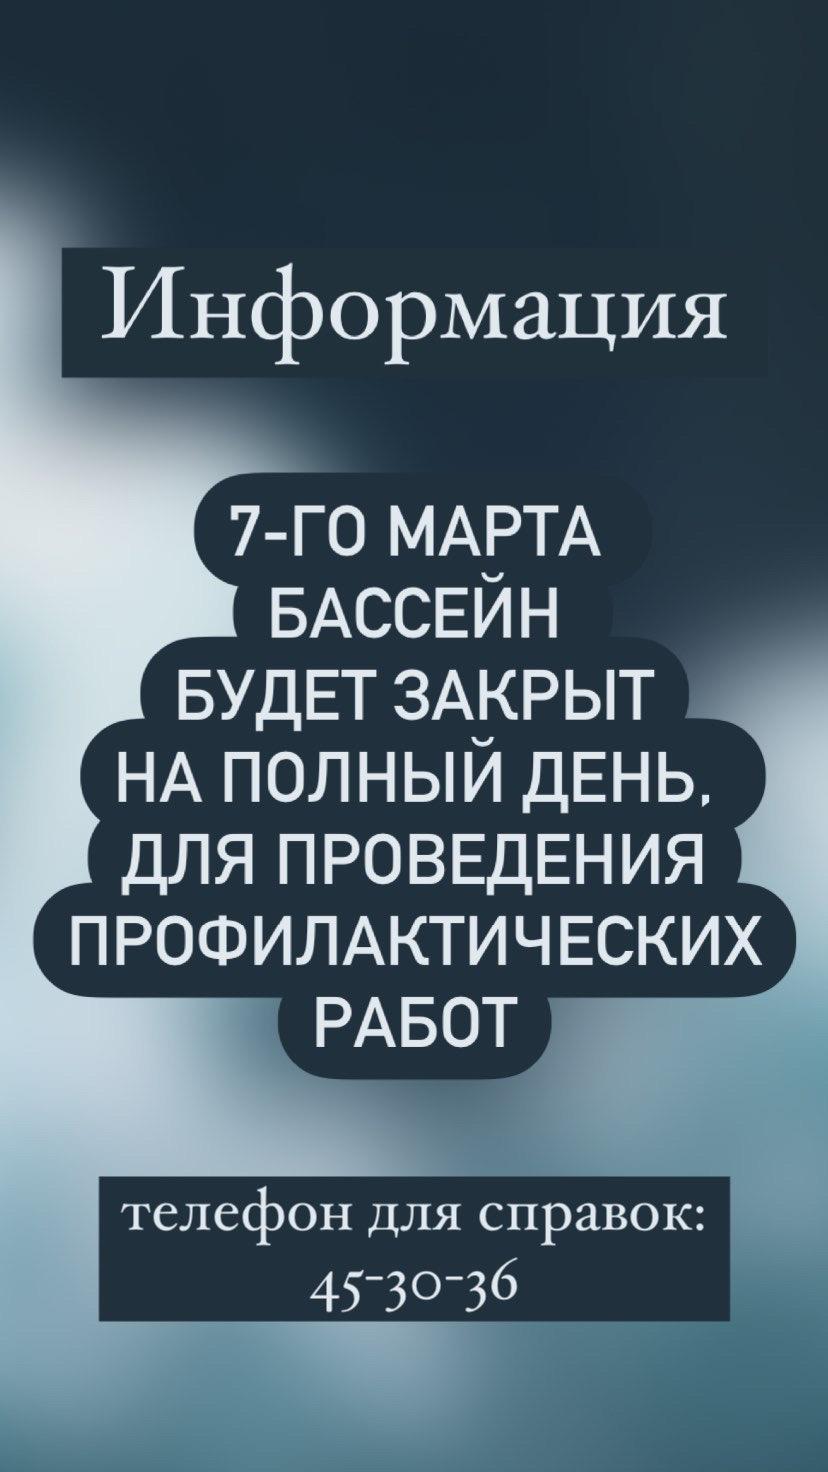 Информация
7-ГО МАРТА
БАССЕЙН
БУДЕТ ЗАКРЫТ
НА ПОЛНЫЙ ДЕНЬ,
ДЛЯ ПРОВЕДЕНИЯ
ПРОФИЛАКТИЧЕСКИХ
РАБОТ
телефон для справок:
45-30-36